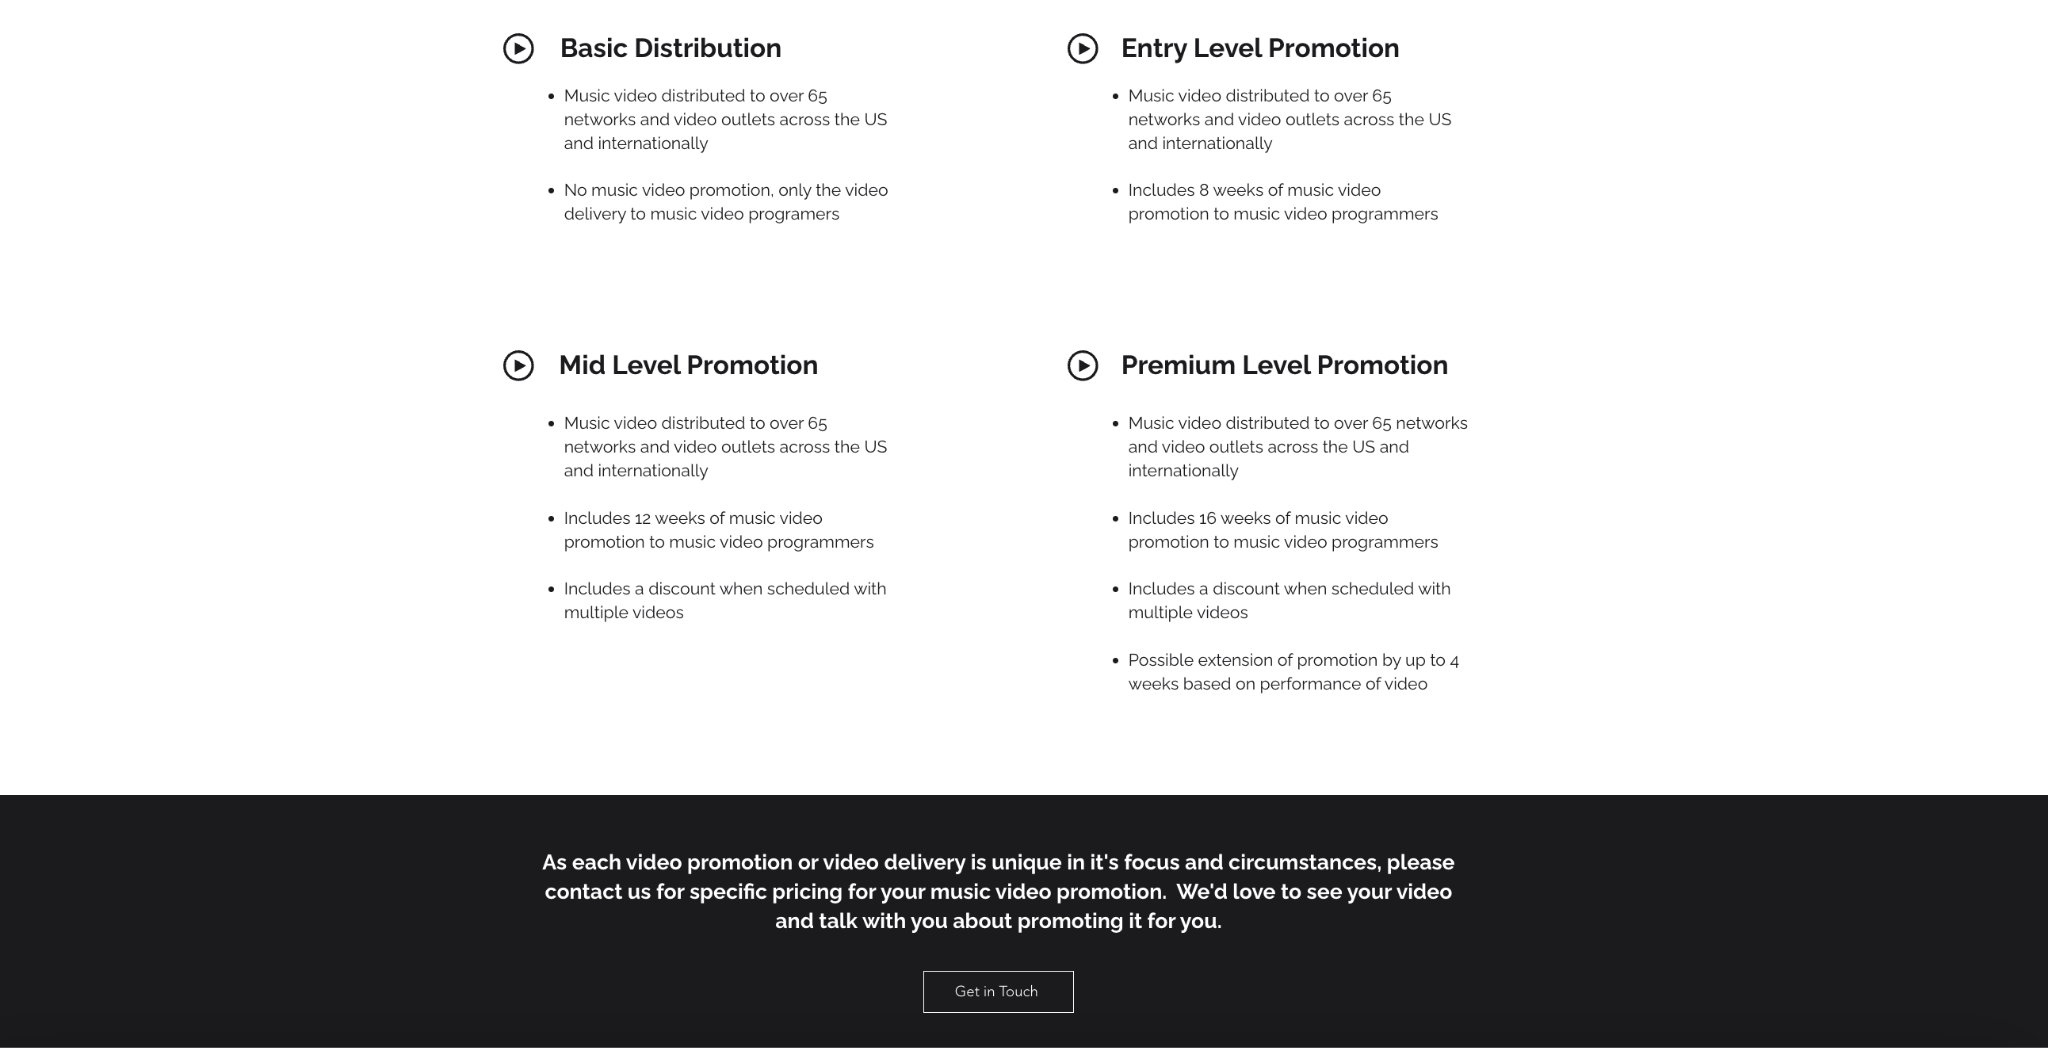 Basic Distribution
Music video distributed to over 65
networks and video outlets across the US
and internationally
No music video promotion, only the video
delivery to music video programers
Entry Level Promotion
Music video distributed to over 65
networks and video outlets across the US
and internationally
Includes 8 weeks of music video
promotion to music video programmers
Mid Level Promotion
Music video distributed to over 65
networks and video outlets across the US
and internationally
Includes 12 weeks of music video
promotion to music video programmers
Includes a discount when scheduled with
multiple videos
Premium Level Promotion
Music video distributed to over 65 networks
and video outlets across the US and
internationally
Includes 16 weeks of music video
promotion to music video programmers
Includes a discount when scheduled with
multiple videos
Possible extension of promotion by up to 4
weeks based on performance of video
As each video promotion or video delivery is unique in it's focus and circumstances, please
contact us for specific pricing for your music video promotion.  We'd love to see your video
and talk with you about promoting it for you.
Get in Touch